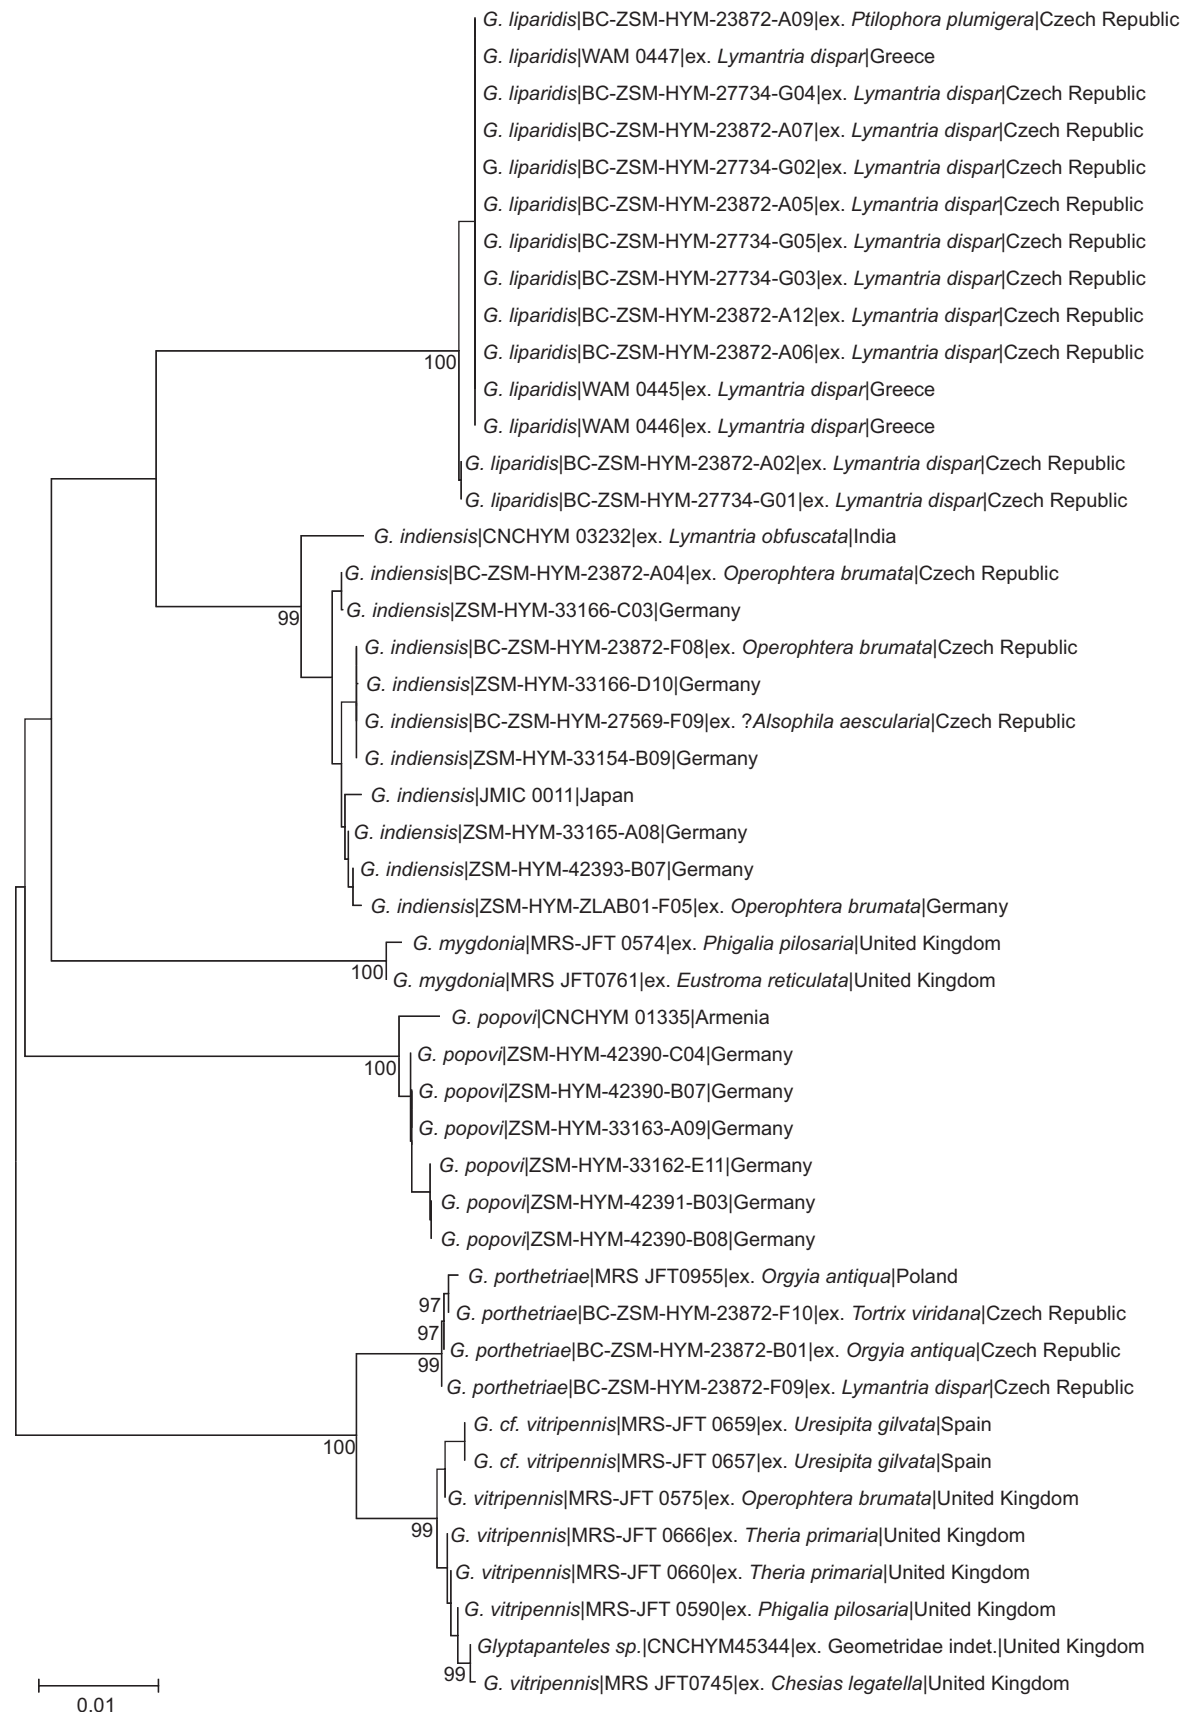 G. liparidis|BC-ZSM-HYM-23872-A09|ex. Ptilophora plumigera|Czech Republic
G. liparidis|WAM 0447|ex. Lymantria dispar|Greece
G. liparidis|BC-ZSM-HYM-27734-G04|ex. Lymantria dispar|Czech Republic
G. liparidis|BC-ZSM-HYM-23872-A07|ex. Lymantria dispar|Czech Republic
G. liparidis|BC-ZSM-HYM-27734-G02|ex. Lymantria dispar|Czech Republic
G. liparidis|BC-ZSM-HYM-23872-A05|ex. Lymantria dispar|Czech Republic
G. liparidis|BC-ZSM-HYM-27734-G05|ex. Lymantria dispar|Czech Republic
G. liparidis|BC-ZSM-HYM-27734-G03|ex. Lymantria dispar|Czech Republic
G. liparidis|BC-ZSM-HYM-23872-A12|ex. Lymantria dispar|Czech Republic
G. liparidis|BC-ZSM-HYM-23872-A06|ex. Lymantria dispar|Czech Republic
100
G. liparidis|WAM 0445|ex. Lymantria dispar|Greece
G. liparidis|WAM 0446|ex. Lymantria dispar|Greece
G. liparidis|BC-ZSM-HYM-23872-A02|ex. Lymantria dispar|Czech Republic
G. liparidis|BC-ZSM-HYM-27734-G01|ex. Lymantria dispar|Czech Republic
G. indiensis|CNCHYM 03232|ex. Lymantria obfuscata|India
G. indiensis|BC-ZSM-HYM-23872-A04|ex. Operophtera brumata|Czech Republic
G. indiensis|ZSM-HYM-33166-C03|Germany
99
G. indiensis|BC-ZSM-HYM-23872-F08|ex. Operophtera brumata|Czech Republic
G. indiensis|ZSM-HYM-33166-D10|Germany
G. indiensis|BC-ZSM-HYM-27569-F09|ex. ?Alsophila aescularia|Czech Republic
G. indiensis|ZSM-HYM-33154-B09|Germany
G. indiensis|JMIC 0011|Japan
G. indiensis|ZSM-HYM-33165-A08|Germany
G. indiensis|ZSM-HYM-42393-B07|Germany
G. indiensis|ZSM-HYM-ZLAB01-F05|ex. Operophtera brumata|Germany
G. mygdonia|MRS-JFT 0574|ex. Phigalia pilosaria|United Kingdom
100
G. mygdonia|MRS JFT0761|ex. Eustroma reticulata|United Kingdom
G. popovi|CNCHYM 01335|Armenia
G. popovi|ZSM-HYM-42390-C04|Germany
100
G. popovi|ZSM-HYM-42390-B07|Germany
G. popovi|ZSM-HYM-33163-A09|Germany
G. popovi|ZSM-HYM-33162-E11|Germany
G. popovi|ZSM-HYM-42391-B03|Germany
G. popovi|ZSM-HYM-42390-B08|Germany
G. porthetriae|MRS JFT0955|ex. Orgyia antiqua|Poland
97
G. porthetriae|BC-ZSM-HYM-23872-F10|ex. Tortrix viridana|Czech Republic
97
G. porthetriae|BC-ZSM-HYM-23872-B01|ex. Orgyia antiqua|Czech Republic
99
G. porthetriae|BC-ZSM-HYM-23872-F09|ex. Lymantria dispar|Czech Republic
G. cf. vitripennis|MRS-JFT 0659|ex. Uresipita gilvata|Spain
100
G. cf. vitripennis|MRS-JFT 0657|ex. Uresipita gilvata|Spain
G. vitripennis|MRS-JFT 0575|ex. Operophtera brumata|United Kingdom
99
G. vitripennis|MRS-JFT 0666|ex. Theria primaria|United Kingdom
G. vitripennis|MRS-JFT 0660|ex. Theria primaria|United Kingdom
G. vitripennis|MRS-JFT 0590|ex. Phigalia pilosaria|United Kingdom
Glyptapanteles sp.|CNCHYM45344|ex. Geometridae indet.|United Kingdom
99
G. vitripennis|MRS JFT0745|ex. Chesias legatella|United Kingdom
0.01